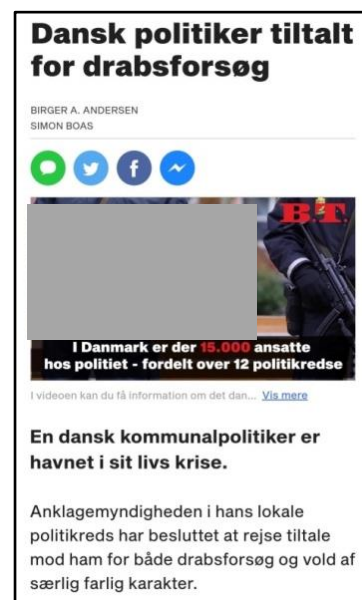 Dansk politiker tiltalt
for drabsforsøg
BIRGER A. ANDERSEN
SIMON BOAS
B.T.
I Danmark er der 15.000 ansatte
hos politiet - fordelt over 12 politikredse
I videoen kan du få information om det dan... Vis mere
En dansk kommunalpolitiker er
havnet i sit livs krise.
Anklagemyndigheden i hans lokale
politikreds har besluttet at rejse tiltale
mod ham for både drabsforsøg og vold af
særlig farlig karakter.